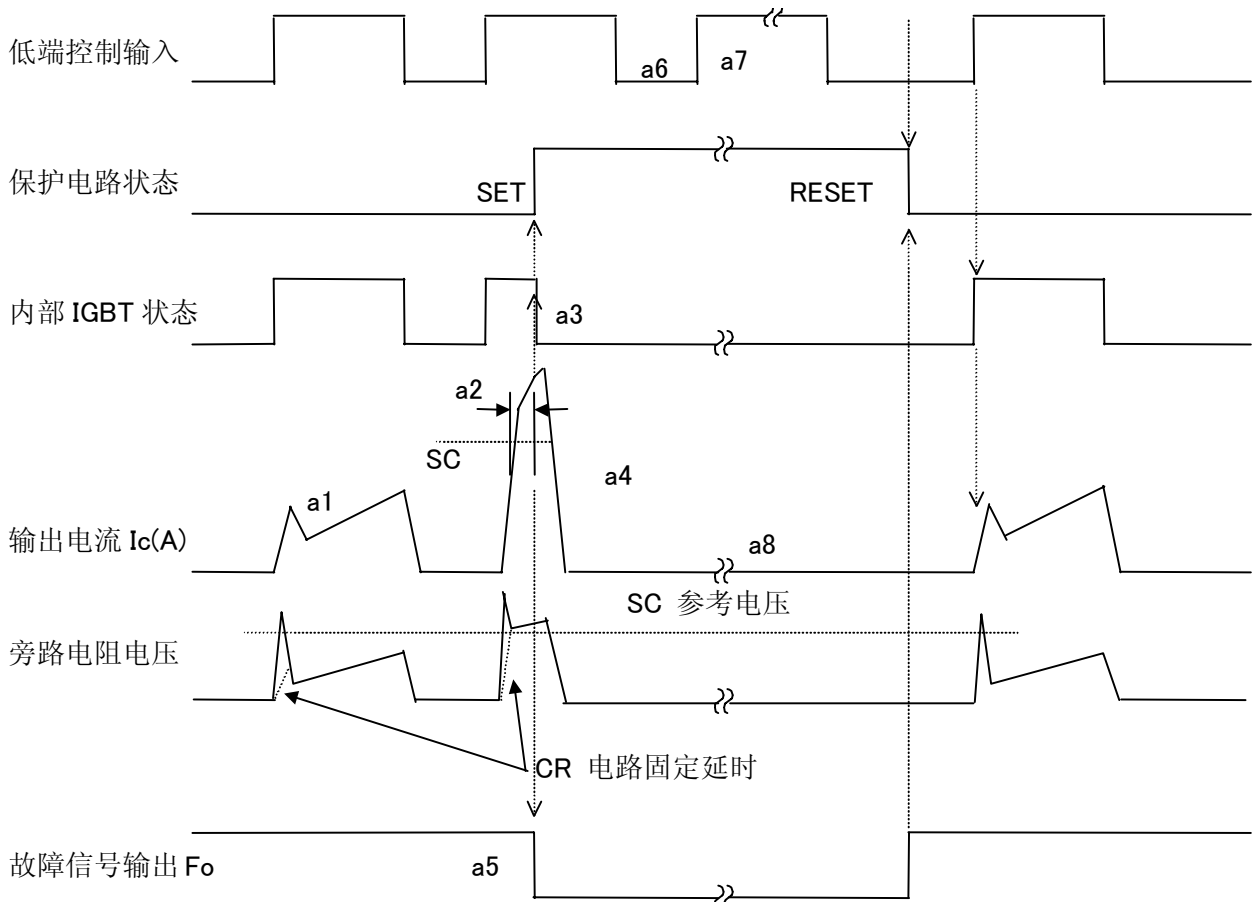 低端控制输入
a6
a7
保护电路状态
SET
RESET
内部 IGBT 状态
a3
a2
SC
a4
a1
输出电流 Ic(A)
a8
SC 参考电压
旁路电阻电压
CR 电路固定延时
故障信号输出 Fo
a5